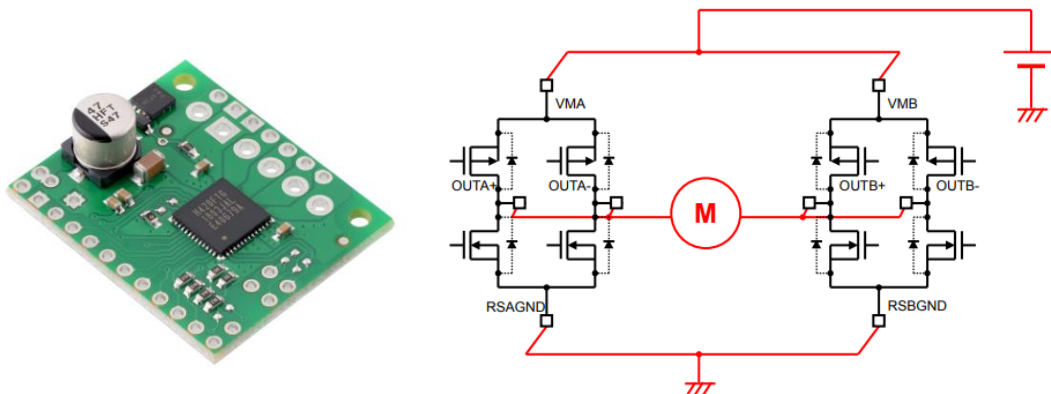 47
HFT
S47
VMA
VMB
OUTA+
OUTA-
OUTB+
OUTB-
M
RSAGND
RSBGND